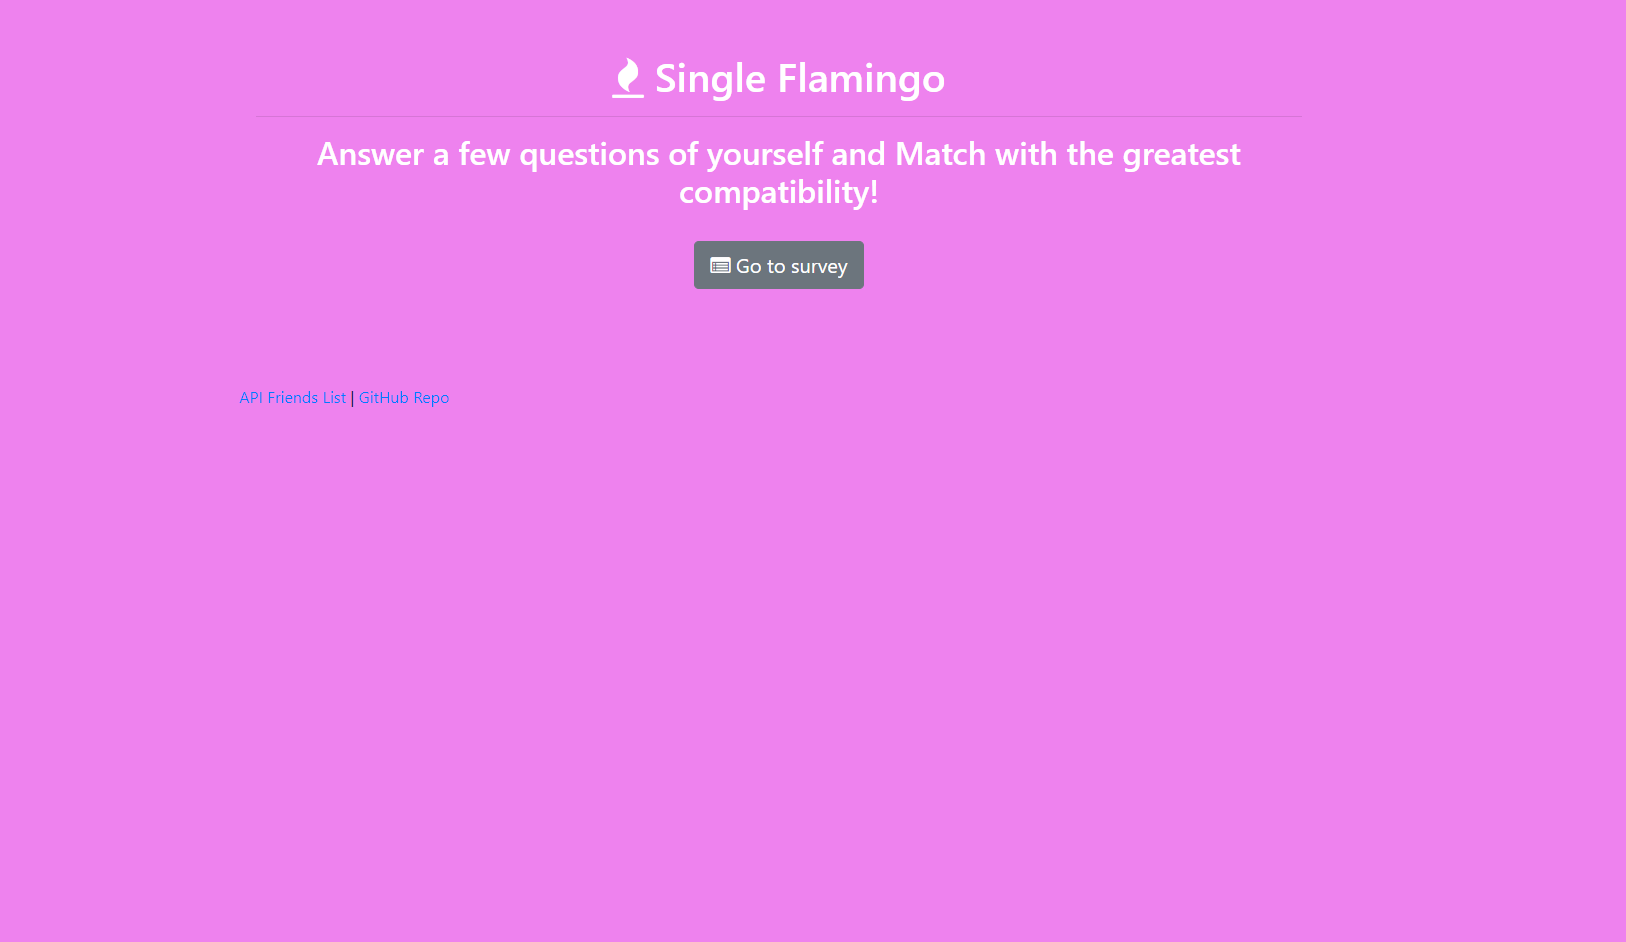 Single Flamingo
Answer a few questions of yourself and Match with the greatest
compatibility!
Go to survey
API Friends List | GitHub Repo